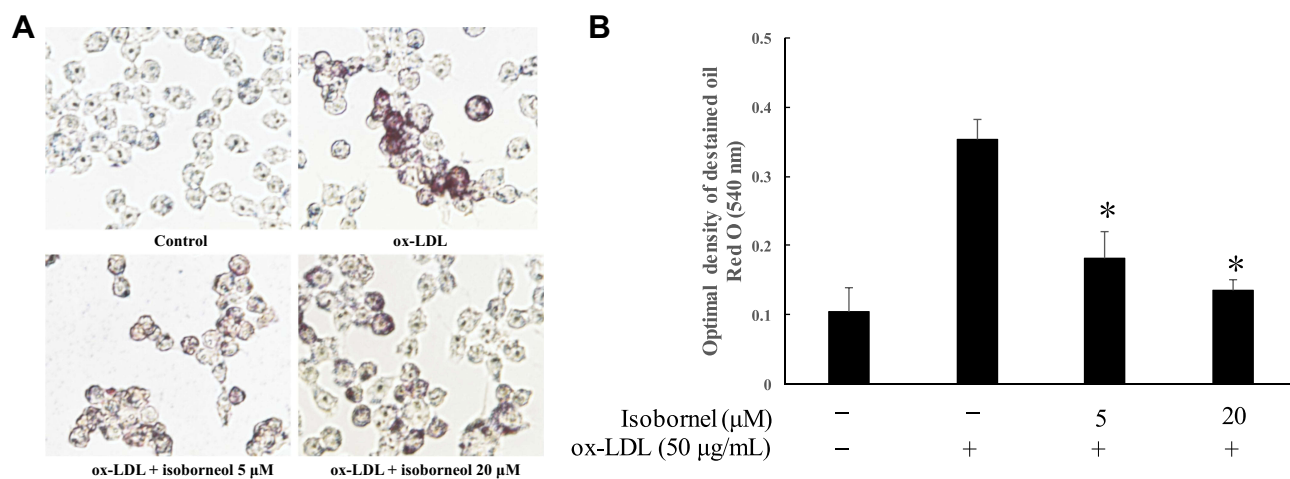 A
Control
ox-LDL
ox-LDL + isoborneol 5 μM
ox-LDL + isoborneol 20 μM
B
Optimal density of destained oil
Red O (540 nm)
0.5
0.4
0.3
0.2
0.1
0
*
*
Isobornel (μM) – – 5 20
ox-LDL (50 μg/mL) – + + +